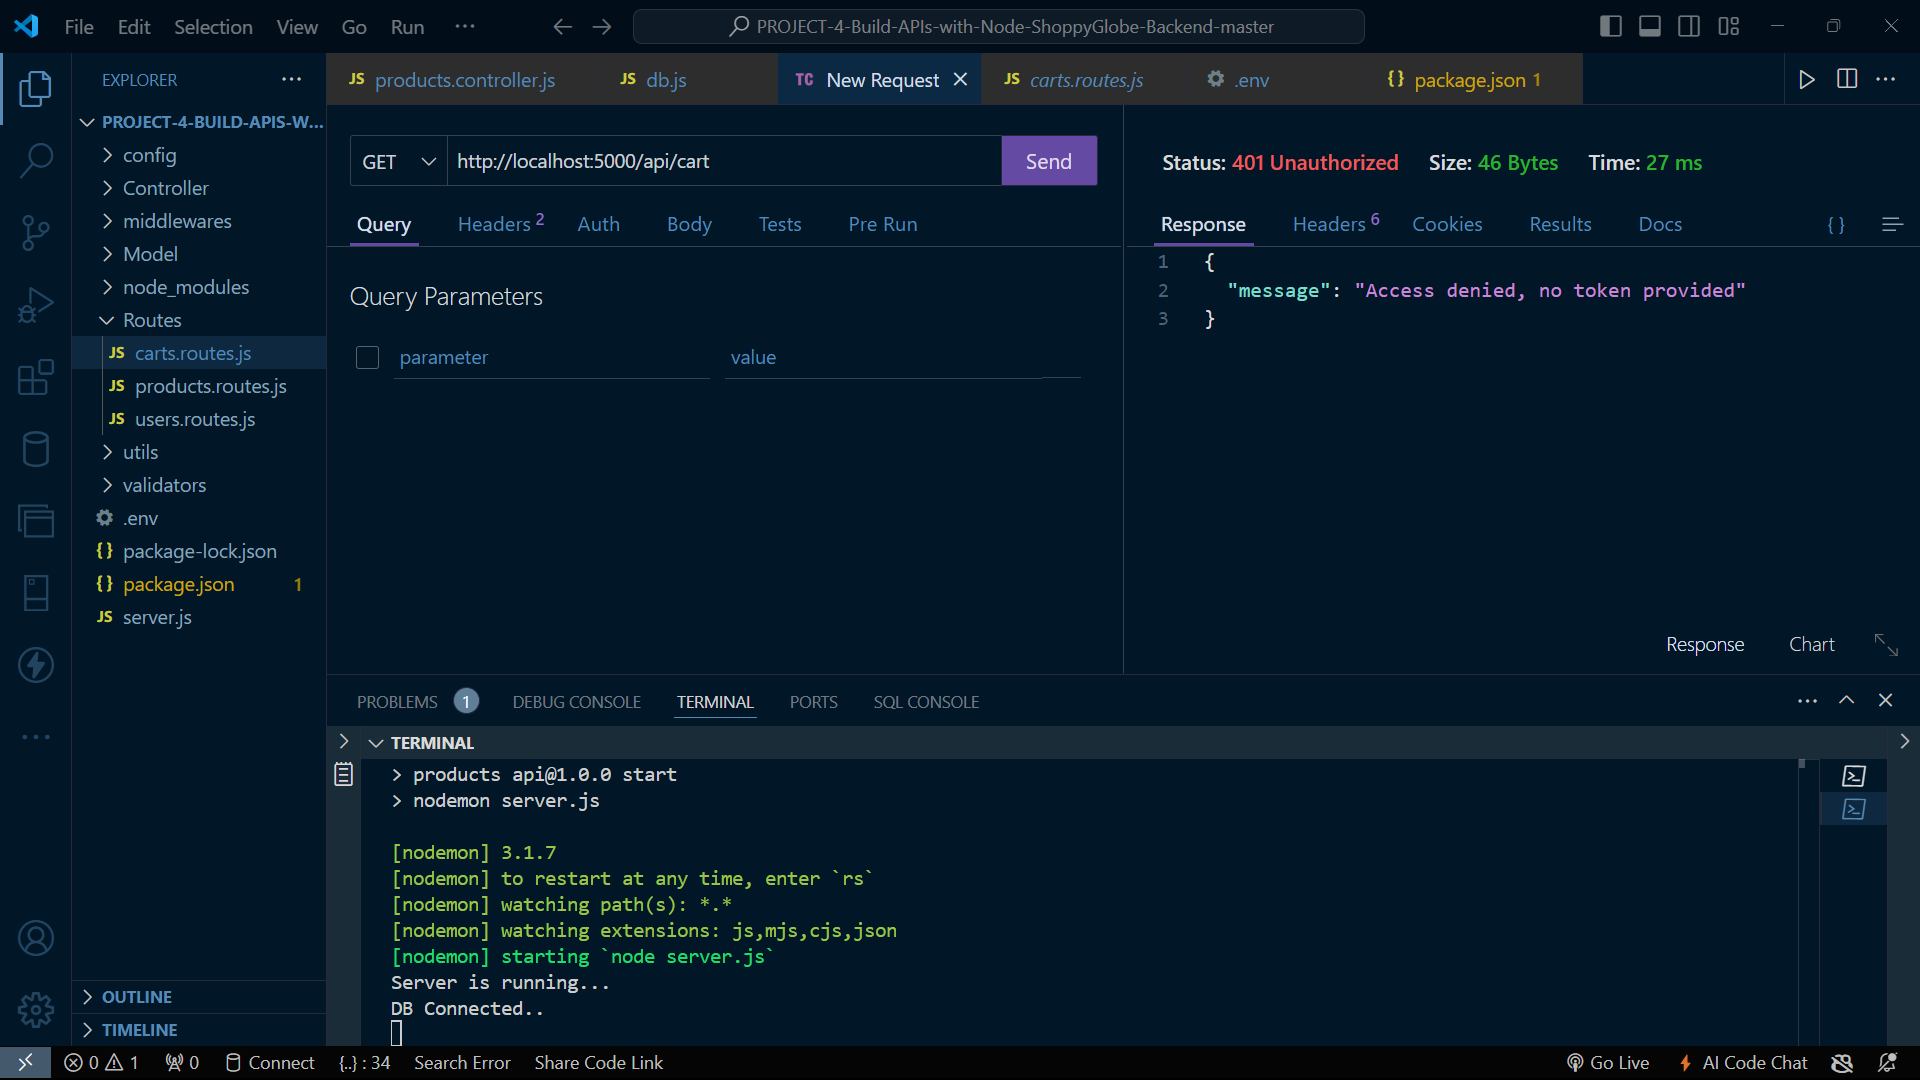 File Edit Selection View Go Run ···
PROJECT-4-Build-APIs-with-Node-ShoppyGlobe-Backend-master
EXPLORER
PROJECT-4-BUILD-APIS-W...
config
Controller
middlewares
Model
node_modules
Routes
JS carts.routes.js
JS products.routes.js
JS users.routes.js
utils
validators
.env
{} package-lock.json
{} package.json 1
JS server.js
OUTLINE
TIMELINE
JS products.controller.js
JS db.js
TC New Request
JS carts.routes.js
.env
{} package.json 1
GET http://localhost:5000/api/cart Send
Query Headers 2 Auth Body Tests Pre Run
Query Parameters
parameter value
Status: 401 Unauthorized Size: 46 Bytes Time: 27 ms
Response Headers 6 Cookies Results Docs {}
1 {
2 "message": "Access denied, no token provided"
3 }
Response Chart
PROBLEMS 1 DEBUG CONSOLE TERMINAL PORTS SQL CONSOLE
TERMINAL
> products api@1.0.0 start
> nodemon server.js
[nodemon] 3.1.7
[nodemon] to restart at any time, enter `rs`
[nodemon] watching path(s): *.*
[nodemon] watching extensions: js,mjs,cjs,json
[nodemon] starting `node server.js`
Server is running...
DB Connected..
0 1 0 Connect {..} : 34 Search Error Share Code Link Go Live AI Code Chat